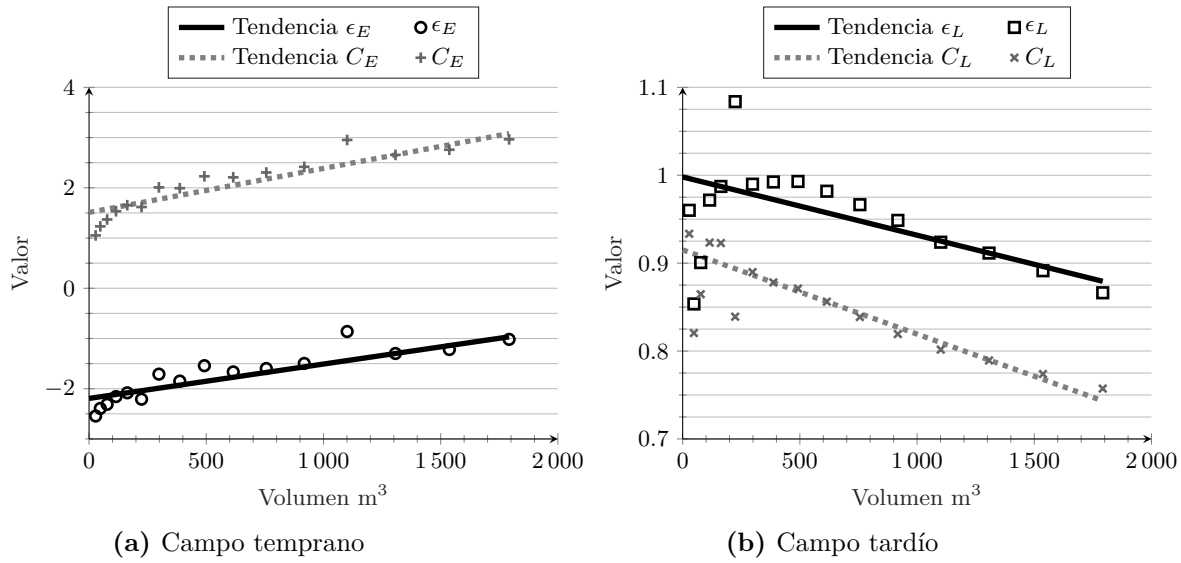 Tendencia ϵ_E ϵ_E
Tendencia C_E C_E
4
2
0
−2
0 500 1 000 1 500 2 000
Valor
Volumen m³
(a) Campo temprano
Tendencia ϵ_L ϵ_L
Tendencia C_L C_L
1.1
1
0.9
0.8
0.7
0 500 1 000 1 500 2 000
Valor
Volumen m³
(b) Campo tardío